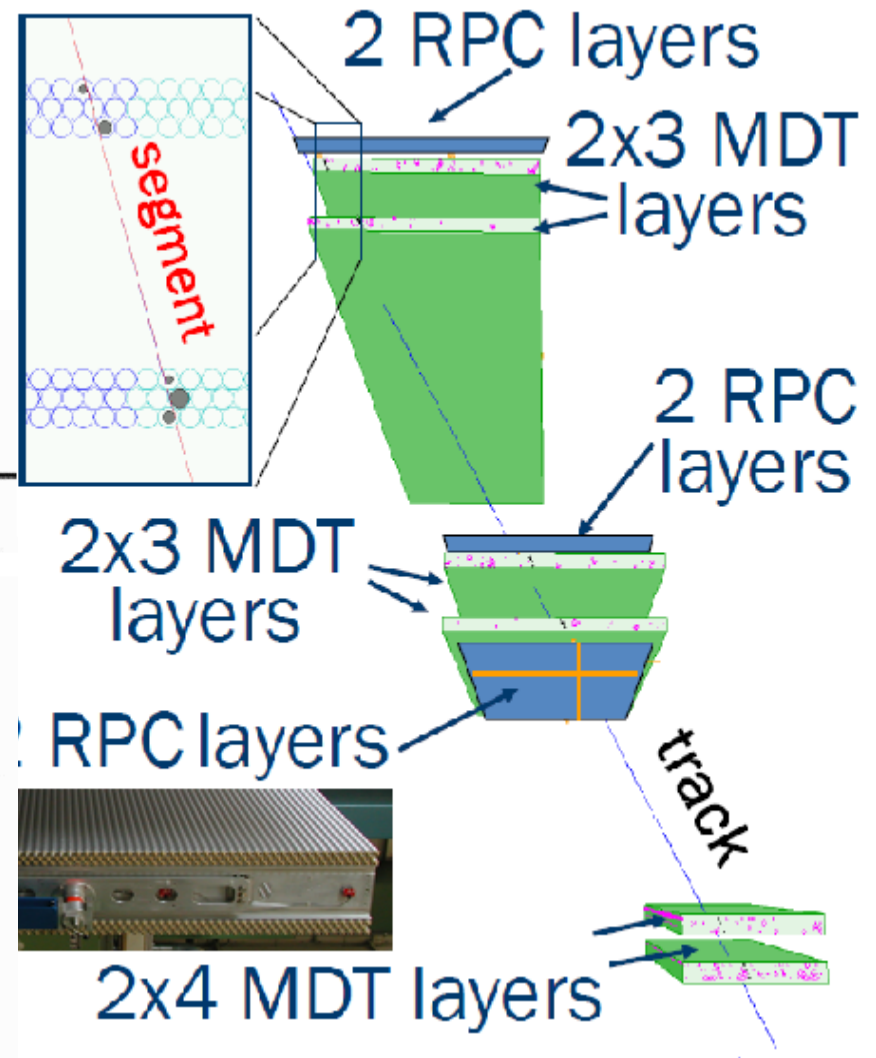 2 RPC layers
segment
2x3 MDT
layers
2 RPC
layers
2x3 MDT
layers
RPC layers
track
2x4 MDT layers